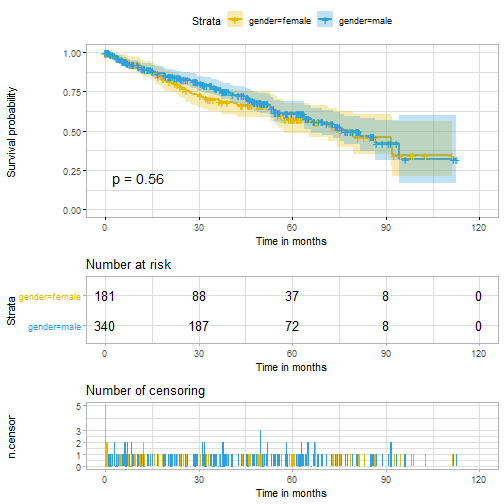 Strata gender=female gender=male
Survival probability
1.00
0.75
0.50
0.25
0.00
p = 0.56
0 30 60 90 120
Time in months
Number at risk
Strata
gender=female 181 88 37 8 0
gender=male 340 187 72 8 0
0 30 60 90 120
Time in months
Number of censoring
n.censor
5
3
2
1
0
0 30 60 90 120
Time in months